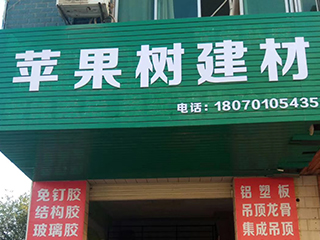 苹果树建材
电话：18070105435
免钉胶
结构胶
玻璃胶
铝塑板
吊顶龙骨
集成吊顶